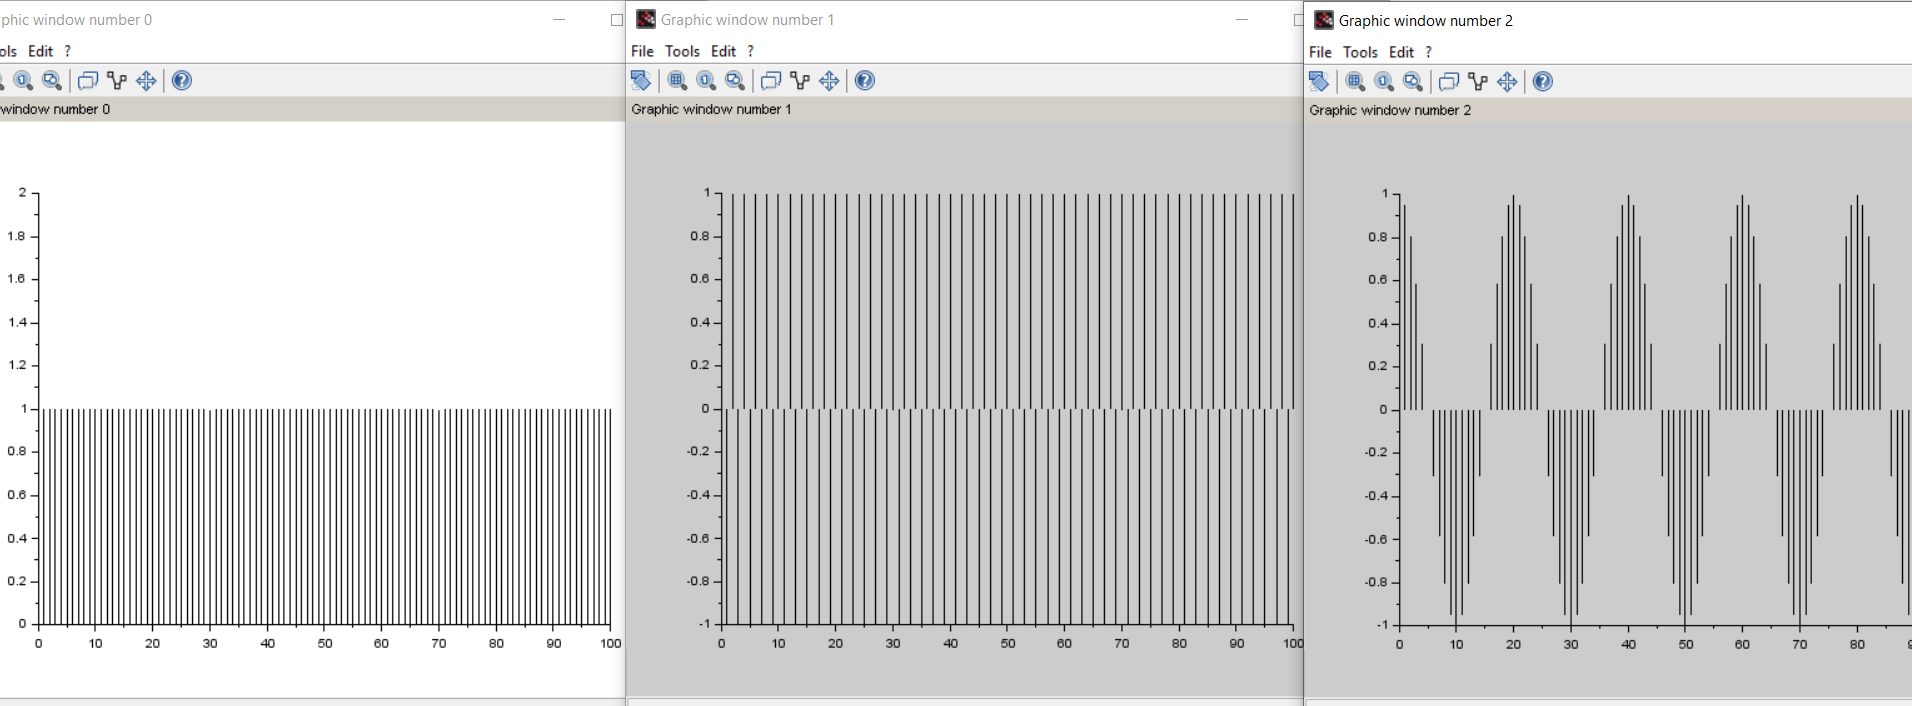 phic window number 0
ols Edit ?
window number 0
2
1.8
1.6
1.4
1.2
1
0.8
0.6
0.4
0.2
0
0 10 20 30 40 50 60 70 80 90 100
Graphic window number 1
File Tools Edit ?
Graphic window number 1
1
0.8
0.6
0.4
0.2
0
-0.2
-0.4
-0.6
-0.8
-1
0 10 20 30 40 50 60 70 80 90 100
Graphic window number 2
File Tools Edit ?
Graphic window number 2
1
0.8
0.6
0.4
0.2
0
-0.2
-0.4
-0.6
-0.8
-1
0 10 20 30 40 50 60 70 80